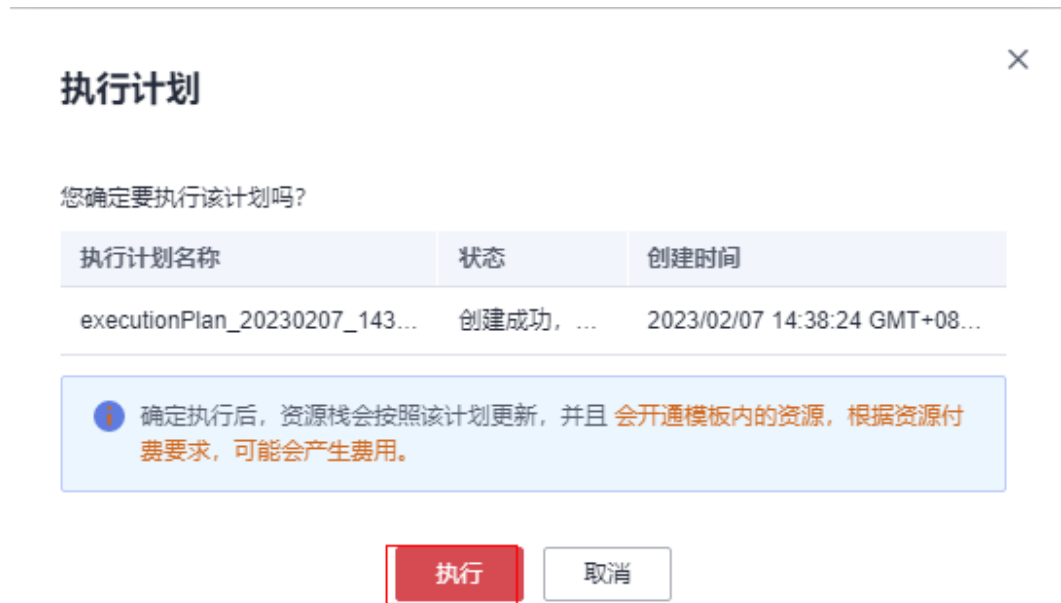 执行计划
您确定要执行该计划吗?
执行计划名称 状态 创建时间
executionPlan_20230207_143... 创建成功，... 2023/02/07 14:38:24 GMT+08...
确定执行后，资源栈会按照该计划更新，并且 会开通模板内的资源，根据资源付
费要求，可能会产生费用。
执行 取消